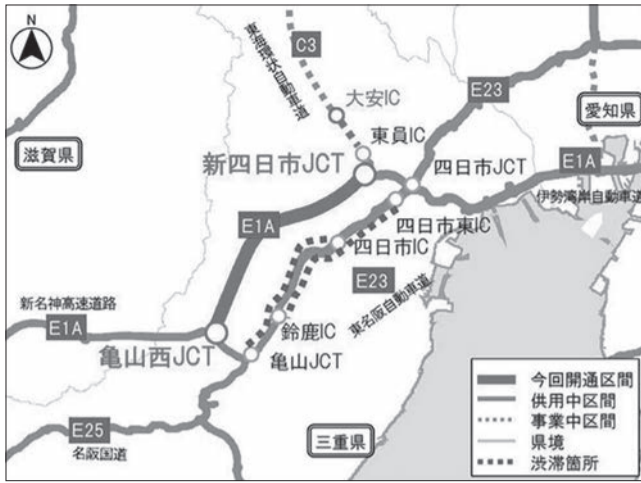 N
C3
東海環状自動車道
大安IC
E23
愛知県
滋賀県
東員IC
新四日市JCT
四日市JCT
E1A
伊勢湾岸自動車道
四日市東IC
E1A
四日市IC
E23
東名阪自動車道
新名神高速道路
E1A
鈴鹿IC
亀山西JCT
亀山JCT
E25
名阪国道
三重県
今回開通区間
供用中区間
事業中区間
県境
渋滞箇所